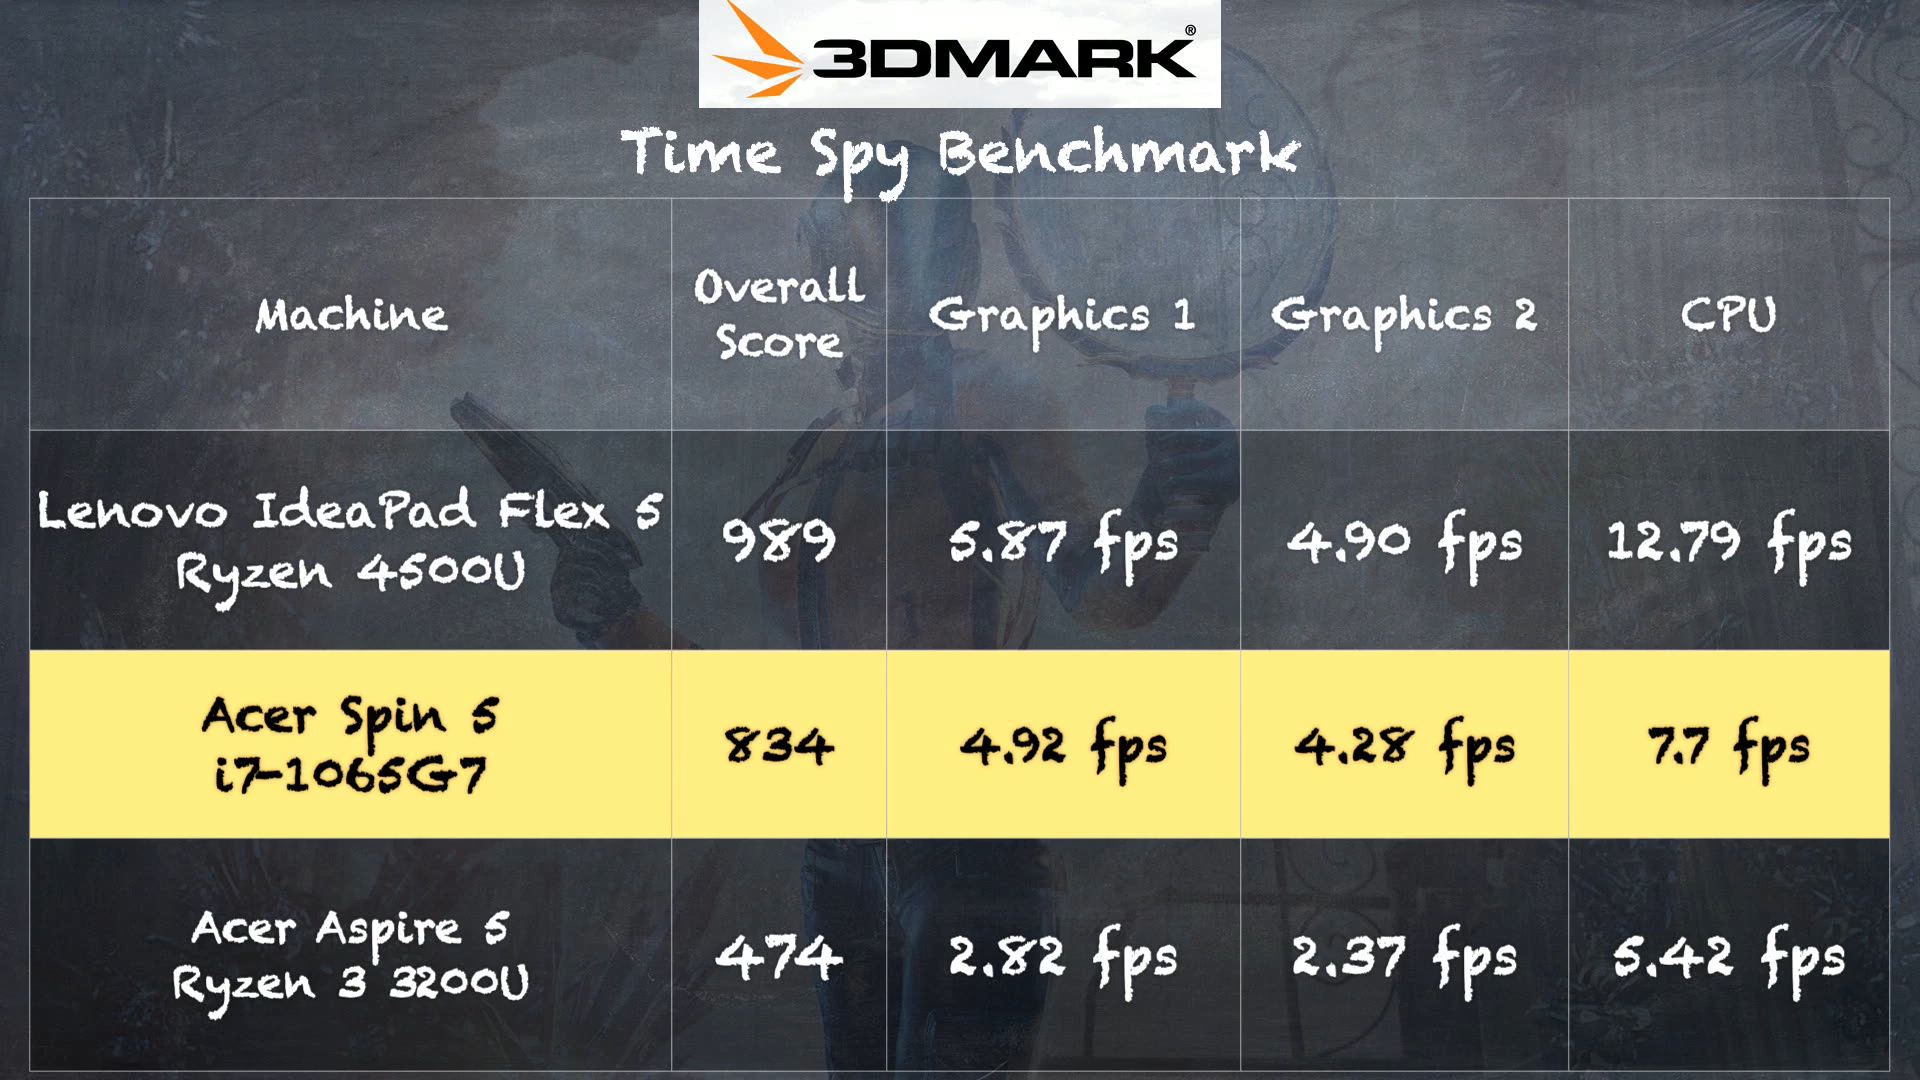 3DMARK®
Time Spy Benchmark
Machine
Overall
Score
Graphics 1
Graphics 2
CPU
Lenovo IdeaPad Flex 5
Ryzen 4500U
989
5.87 fps
4.90 fps
12.79 fps
Acer Spin 5
i7-1065G7
834
4.92 fps
4.28 fps
7.7 fps
Acer Aspire 5
Ryzen 3 3200U
474
2.82 fps
2.37 fps
5.42 fps